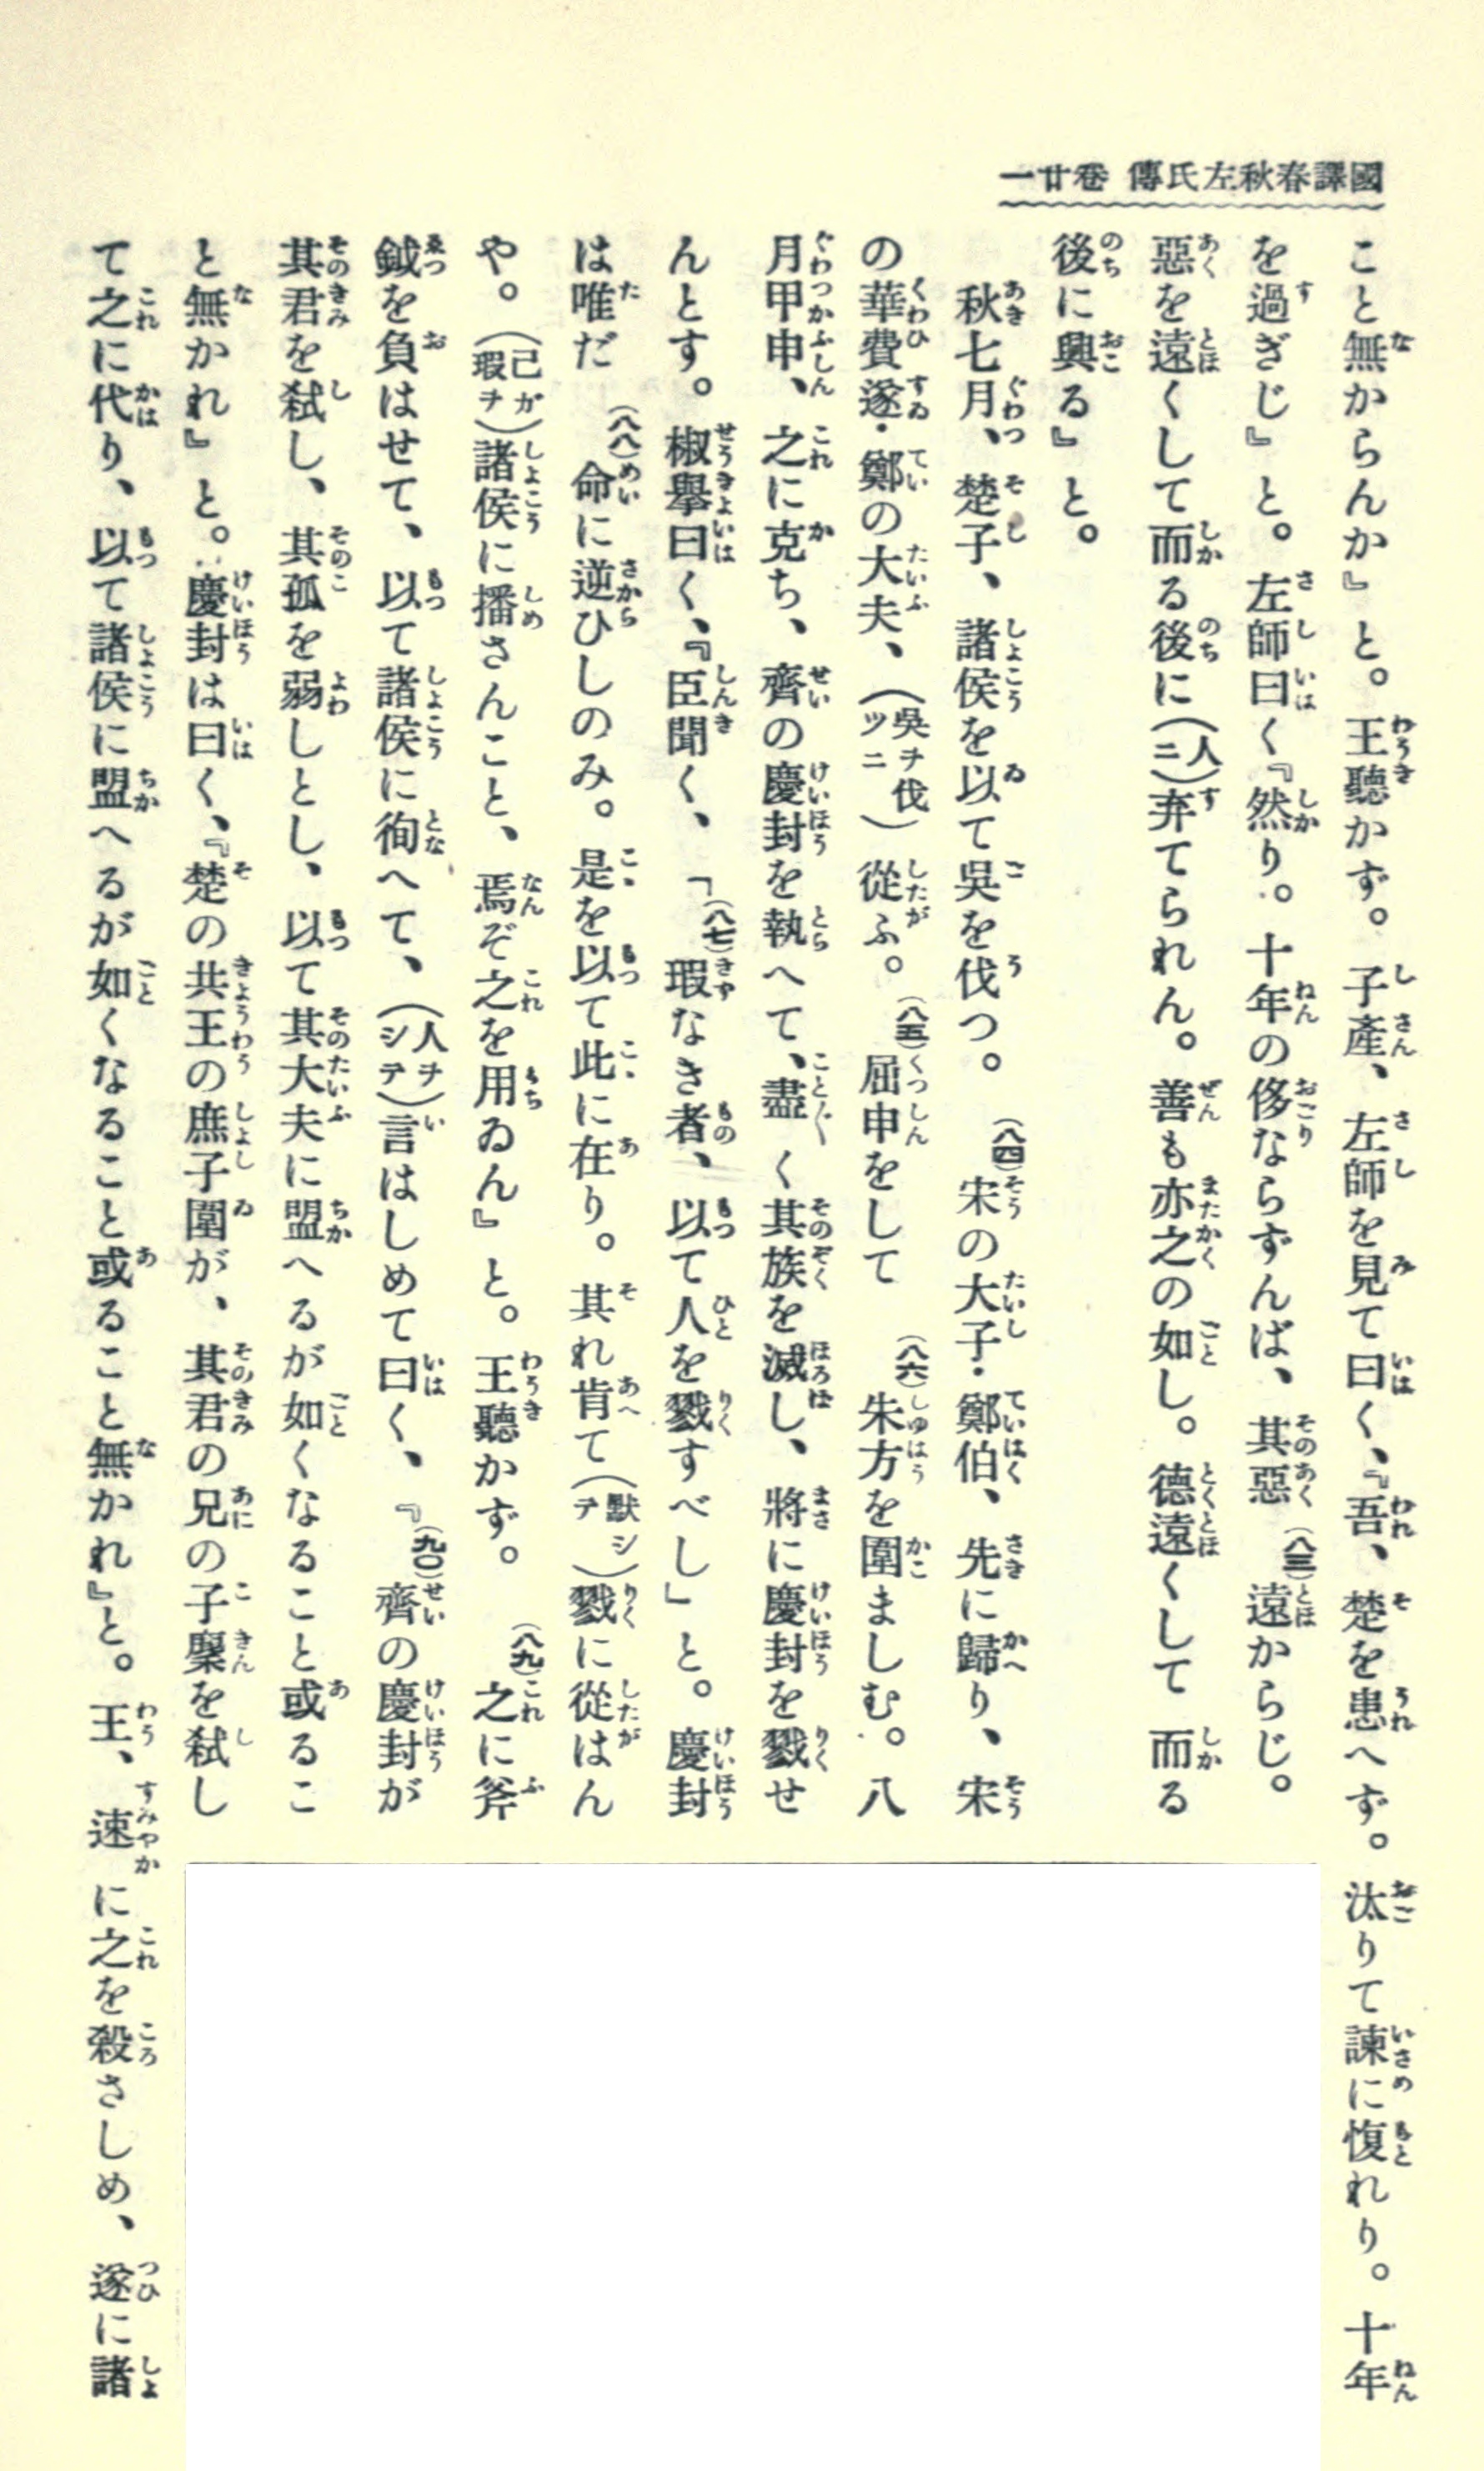 國譯春秋左氏傳 卷廿一
こと無からんか』と。王聽かず。子產、左師を見て曰く、『吾、楚を患へず。汰りて諫に愎れり。十年
を過ぎじ』と。左師曰く『然り。十年の侈ならずんば、其惡(八三)遠からじ。
惡を遠くして而る後に(人ニ)弃てられん。善も亦之の如し。德遠くして而る
後に興る』と。
秋七月、楚子、諸侯を以て吳を伐つ。(八四)宋の大子・鄭伯、先に歸り、宋
の華費遂・鄭の大夫、(吳ヲ伐ツニ)從ふ。(八五)屈申をして(八六)朱方を圍ましむ。八
月甲申、之に克ち、齊の慶封を執へて、盡く其族を滅し、將に慶封を戮せ
んとす。椒擧曰く、『臣聞く、「(八七)瑕なき者、以て人を戮すべし」と。慶封
は唯だ(八八)命に逆ひしのみ。是を以て此に在り。其れ肯て(默シテ)戮に從はん
や。(己ガ瑕ヲ)諸侯に播さんこと、焉ぞ之を用ゐん』と。王聽かず。(八九)之に斧
鉞を負はせて、以て諸侯に徇へて、(人ヲシテ)言はしめて曰く、『(九〇)齊の慶封が
其君を弑し、其孤を弱しとし、以て其大夫に盟へるが如くなること或るこ
と無かれ』と。慶封は曰く、『楚の共王の庶子圍が、其君の兄の子麇を弑し
て之に代り、以て諸侯に盟へるが如くなること或ること無かれ』と。王、速に之を殺さしめ、遂に諸